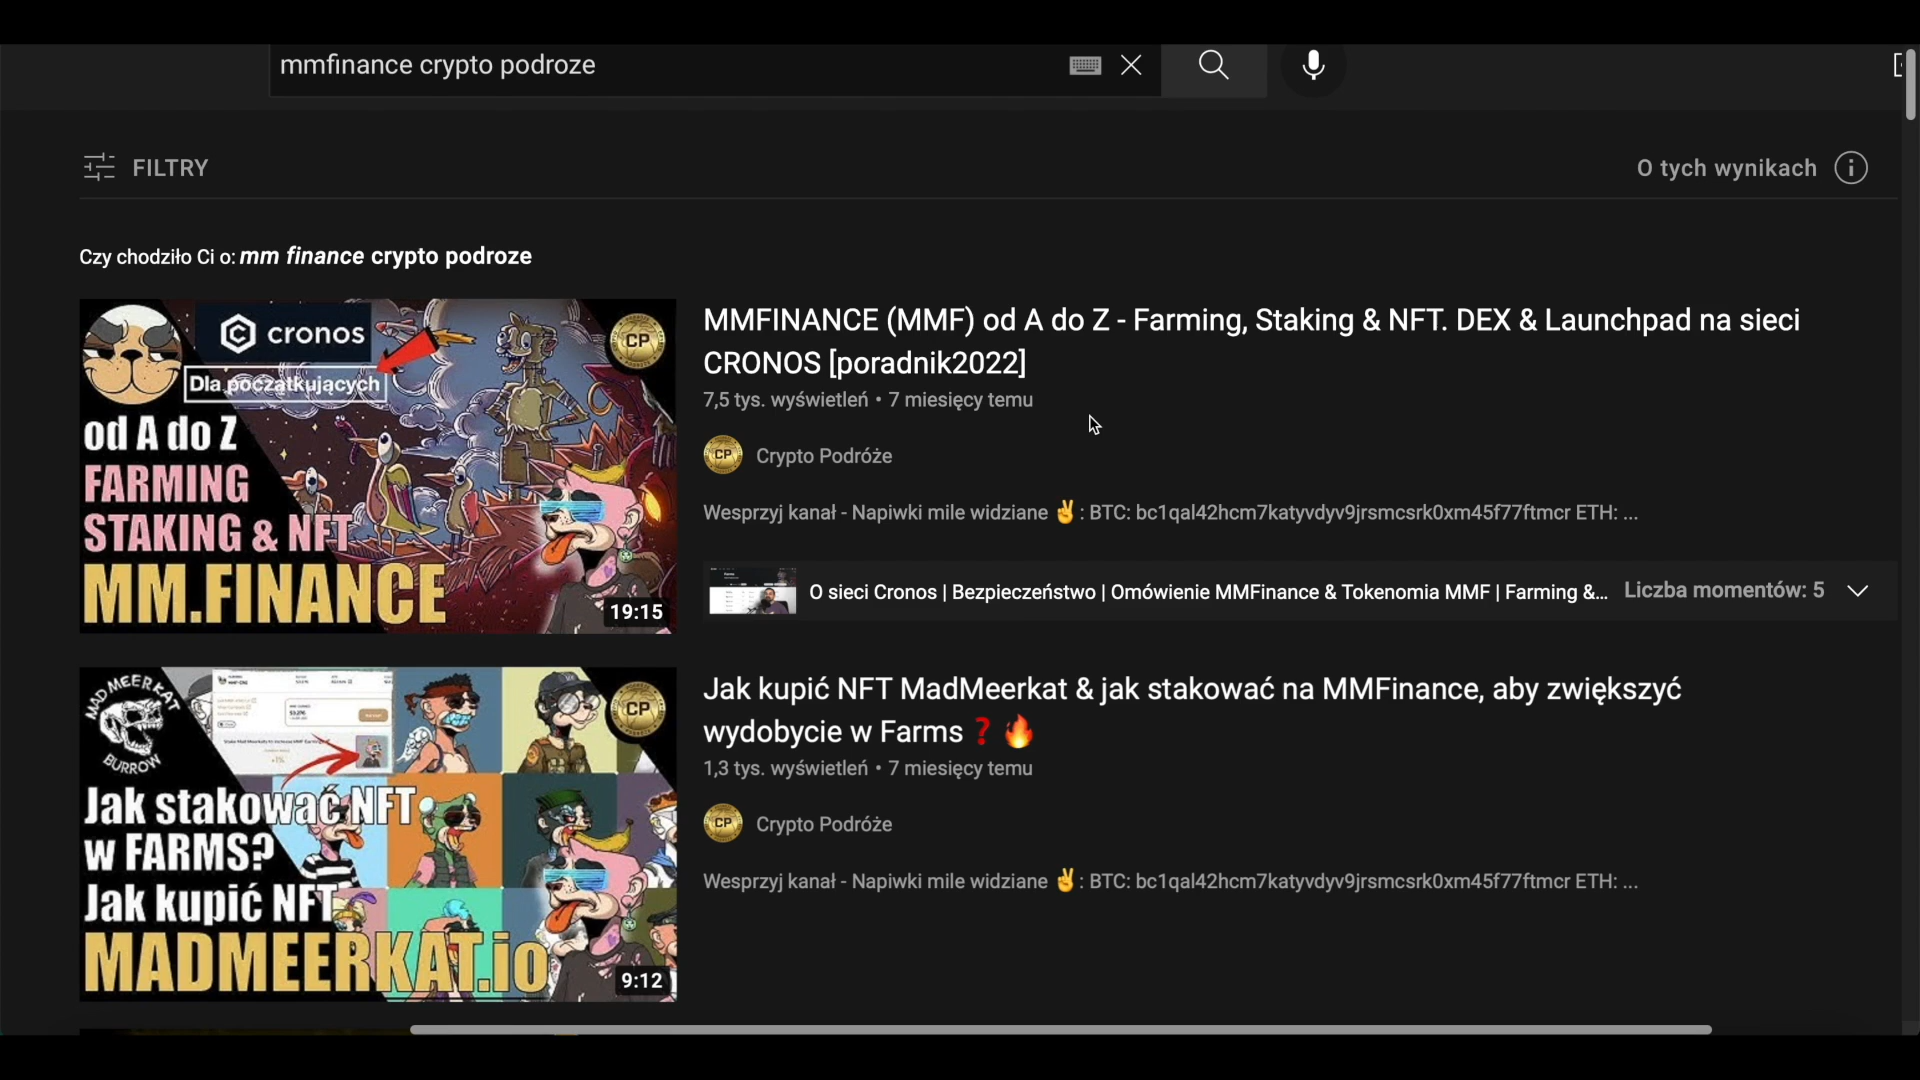 mmfinance crypto podroze
FILTRY
O tych wynikach
Czy chodziło Ci o: mm finance crypto podroze
cronos
CP
Dla początkujących
od A do Z
FARMING
STAKING & NFT
MM.FINANCE
19:15
MMFINANCE (MMF) od A do Z - Farming, Staking & NFT. DEX & Launchpad na sieci
CRONOS [poradnik2022]
7,5 tys. wyświetleń • 7 miesięcy temu
CP
Crypto Podróże
Wesprzyj kanał - Napiwki mile widziane ✌: BTC: bc1qal42hcm7katyvdyv9jrsmcsrk0xm45f77ftmcr ETH: ...
O sieci Cronos | Bezpieczeństwo | Omówienie MMFinance & Tokenomia MMF | Farming &...
Liczba momentów: 5
MAD MEERKAT
BURROW
CP
Jak stakować NFT
w FARMS?
Jak kupić NFT
MADMEERKAT.io
9:12
Jak kupić NFT MadMeerkat & jak stakować na MMFinance, aby zwiększyć
wydobycie w Farms ❓🔥
1,3 tys. wyświetleń • 7 miesięcy temu
CP
Crypto Podróże
Wesprzyj kanał - Napiwki mile widziane ✌: BTC: bc1qal42hcm7katyvdyv9jrsmcsrk0xm45f77ftmcr ETH: ...